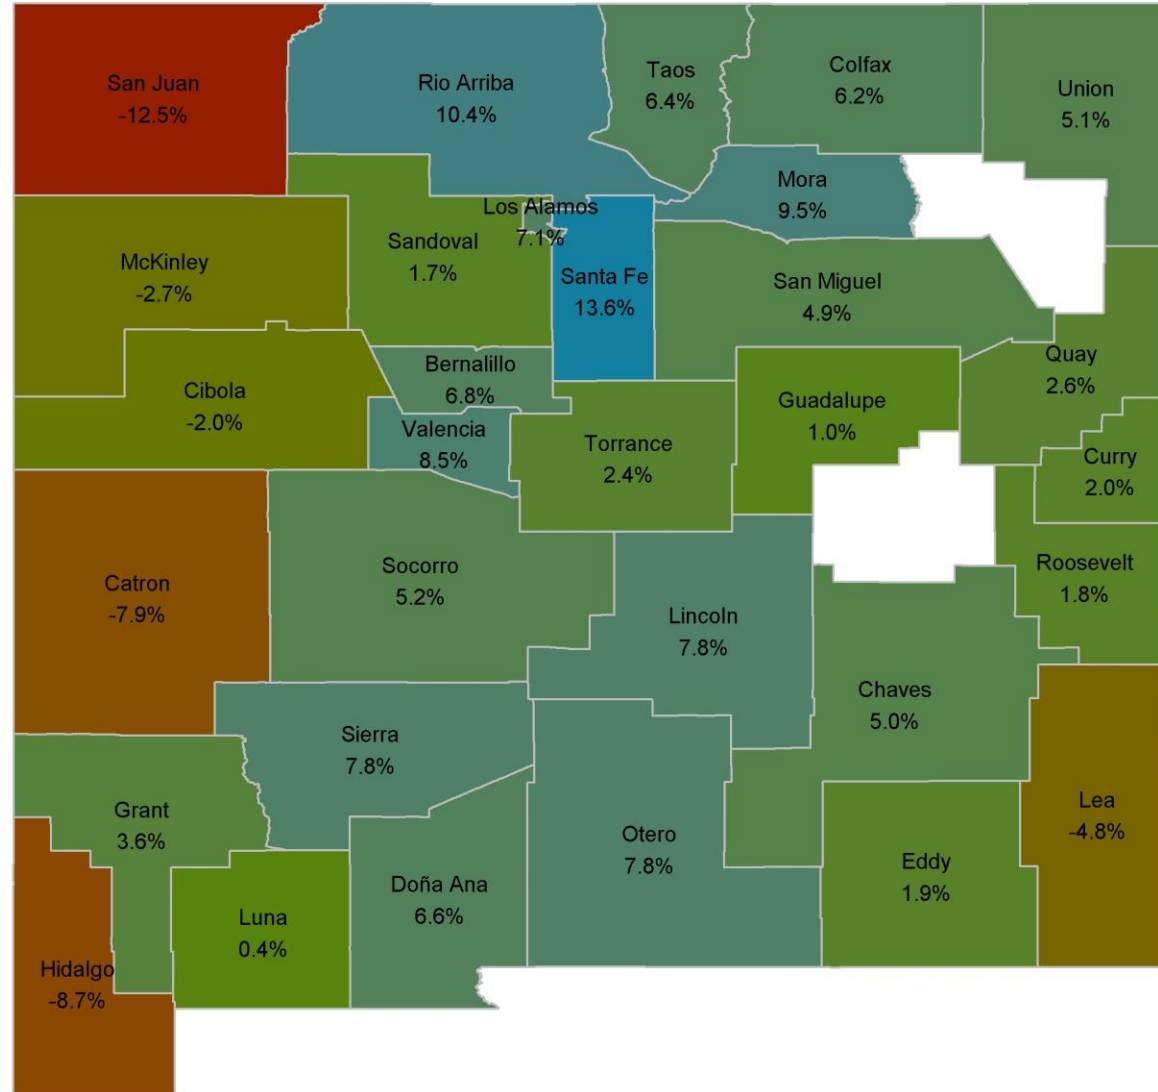 San Juan
-12.5%
Rio Arriba
10.4%
Taos
6.4%
Colfax
6.2%
Union
5.1%
Mora
9.5%
Los Alamos
7.1%
Sandoval
1.7%
McKinley
-2.7%
Santa Fe
13.6%
San Miguel
4.9%
Quay
2.6%
Bernalillo
6.8%
Cibola
-2.0%
Guadalupe
1.0%
Valencia
8.5%
Torrance
2.4%
Curry
2.0%
Roosevelt
1.8%
Catron
-7.9%
Socorro
5.2%
Lincoln
7.8%
Chaves
5.0%
Sierra
7.8%
Grant
3.6%
Otero
7.8%
Lea
-4.8%
Eddy
1.9%
Doña Ana
6.6%
Luna
0.4%
Hidalgo
-8.7%